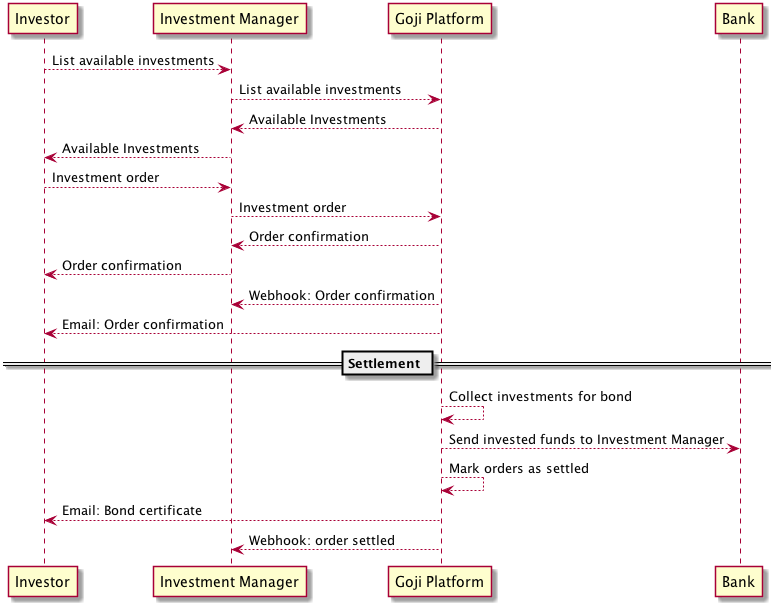 Investor
Investment Manager
Goji Platform
Bank
List available investments
List available investments
Available Investments
Available Investments
Investment order
Investment order
Order confirmation
Order confirmation
Webhook: Order confirmation
Email: Order confirmation
Settlement
Collect investments for bond
Send invested funds to Investment Manager
Mark orders as settled
Email: Bond certificate
Webhook: order settled
Investor
Investment Manager
Goji Platform
Bank